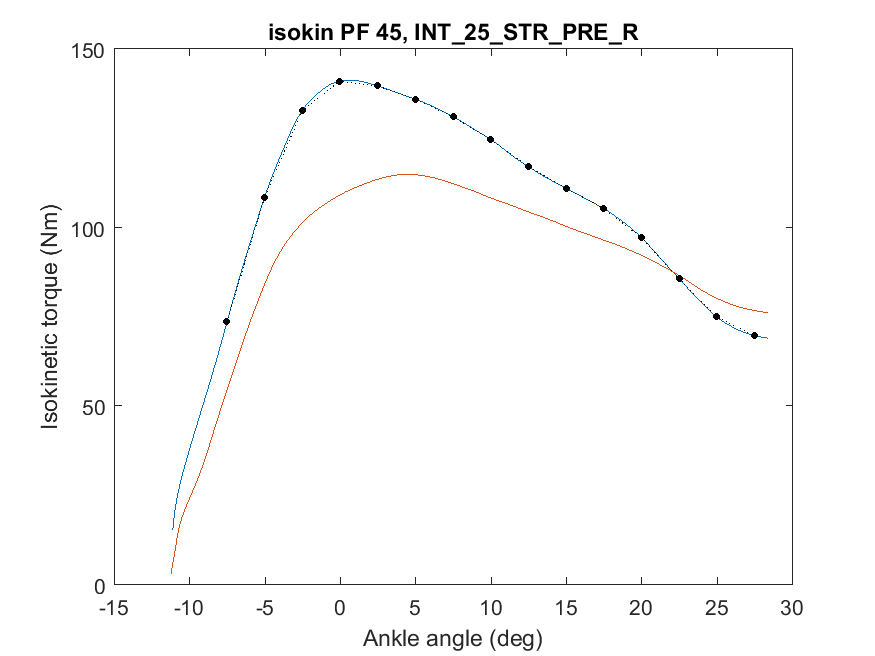 isokin PF 45, INT_25_STR_PRE_R
150
100
50
0
Isokinetic torque (Nm)
-15 -10 -5 0 5 10 15 20 25 30
Ankle angle (deg)